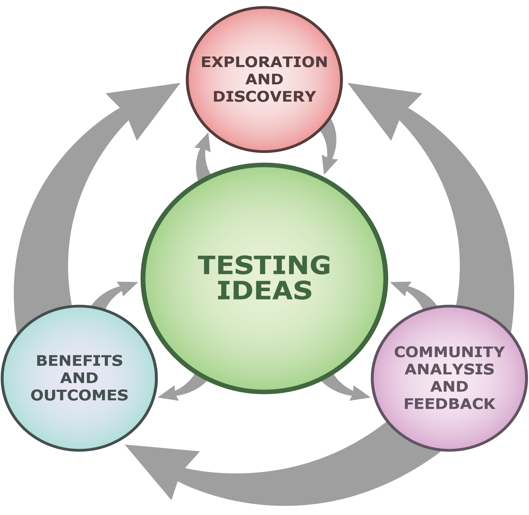 EXPLORATION
AND
DISCOVERY
TESTING
IDEAS
BENEFITS
AND
OUTCOMES
COMMUNITY
ANALYSIS
AND
FEEDBACK